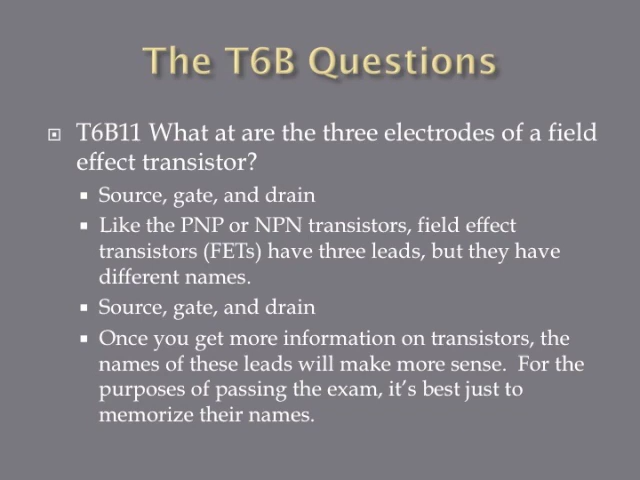 The T6B Questions
T6B11 What at are the three electrodes of a field
effect transistor?
Source, gate, and drain
Like the PNP or NPN transistors, field effect
transistors (FETs) have three leads, but they have
different names.
Source, gate, and drain
Once you get more information on transistors, the
names of these leads will make more sense.  For the
purposes of passing the exam, it's best just to
memorize their names.